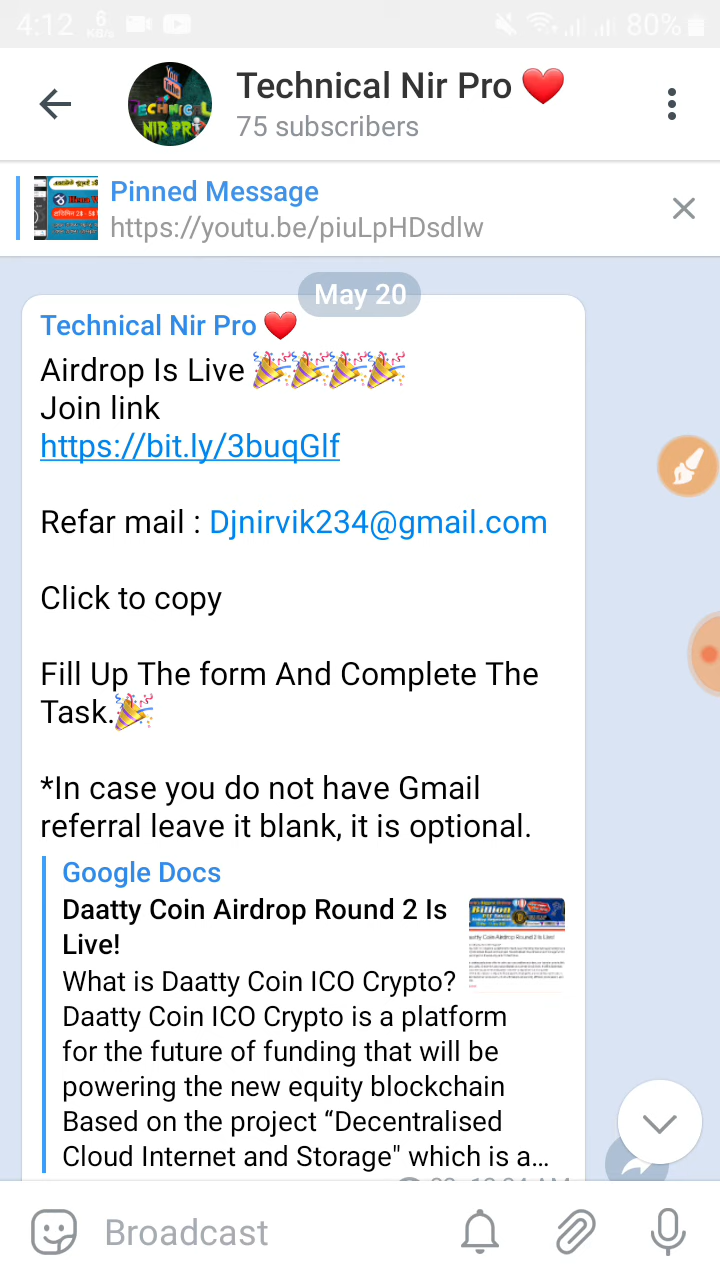 4:12 6 KB/s 80%
Technical Nir Pro ❤️
75 subscribers
Pinned Message
https://youtu.be/piuLpHDsdlw
May 20
Technical Nir Pro ❤️
Airdrop Is Live 🎉🎉🎉🎉
Join link
https://bit.ly/3buqGlf
Refar mail : Djnirvik234@gmail.com
Click to copy
Fill Up The form And Complete The
Task.🎉
*In case you do not have Gmail
referral leave it blank, it is optional.
Google Docs
Daatty Coin Airdrop Round 2 Is
Live!
What is Daatty Coin ICO Crypto?
Daatty Coin ICO Crypto is a platform
for the future of funding that will be
powering the new equity blockchain
Based on the project “Decentralised
Cloud Internet and Storage" which is a...
Broadcast